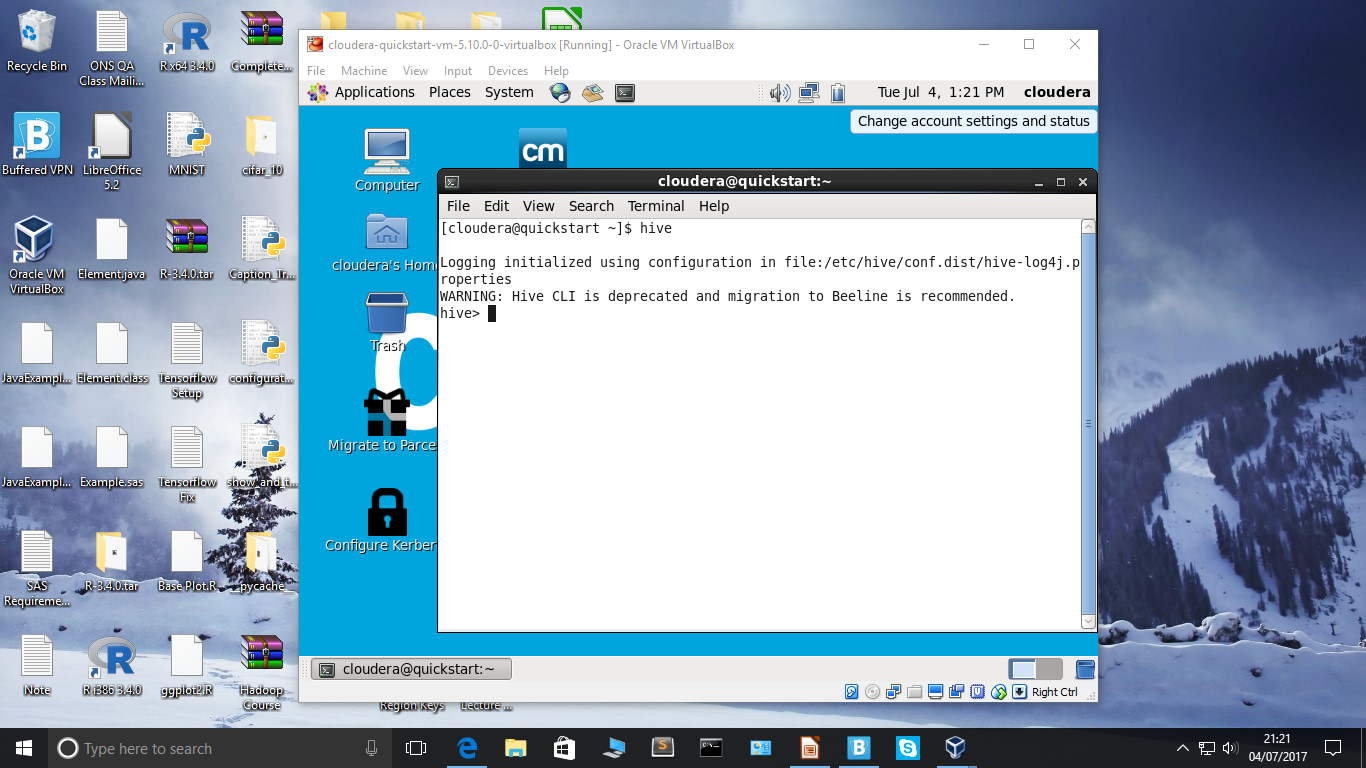 Recycle Bin
ONS QA
Class Maili...
R x64 3.4.0
Complete...
Buffered VPN
LibreOffice
5.2
MNIST
cifar_10
Oracle VM
VirtualBox
Element.java
R-3.4.0.tar
Caption_Tr...
JavaExampl...
Element.class
Tensorflow
Setup
configurat...
JavaExampl...
Example.sas
Tensorflow
Fix
show_and_t...
SAS
Requireme...
R-3.4.0.tar
Base Plot.R
pycache
Note
R i386 3.4.0
ggplot2.R
Hadoop
Course
Region Keys
Lecture ...
cloudera-quickstart-vm-5.10.0-0-virtualbox [Running] - Oracle VM VirtualBox
File Machine View Input Devices Help
Applications Places System
Tue Jul 4, 1:21 PM cloudera
Change account settings and status
cm
Computer
cloudera's Hom
Trash
Migrate to Parce
Configure Kerber
cloudera@quickstart:~
File Edit View Search Terminal Help
[cloudera@quickstart ~]$ hive
Logging initialized using configuration in file:/etc/hive/conf.dist/hive-log4j.p
roperties
WARNING: Hive CLI is deprecated and migration to Beeline is recommended.
hive>
cloudera@quickstart:~
Right Ctrl
Type here to search
21:21
04/07/2017